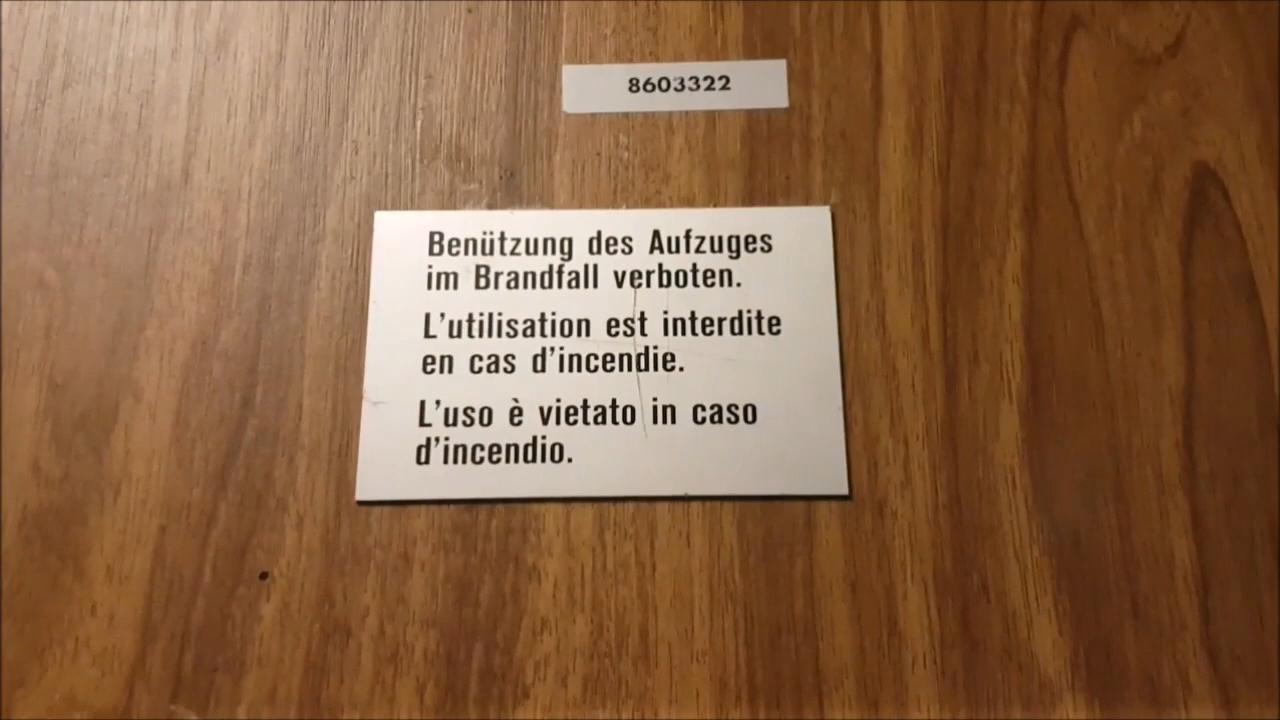 8603322
Benützung des Aufzuges
im Brandfall verboten.
L'utilisation est interdite
en cas d'incendie.
L'uso è vietato in caso
d'incendio.